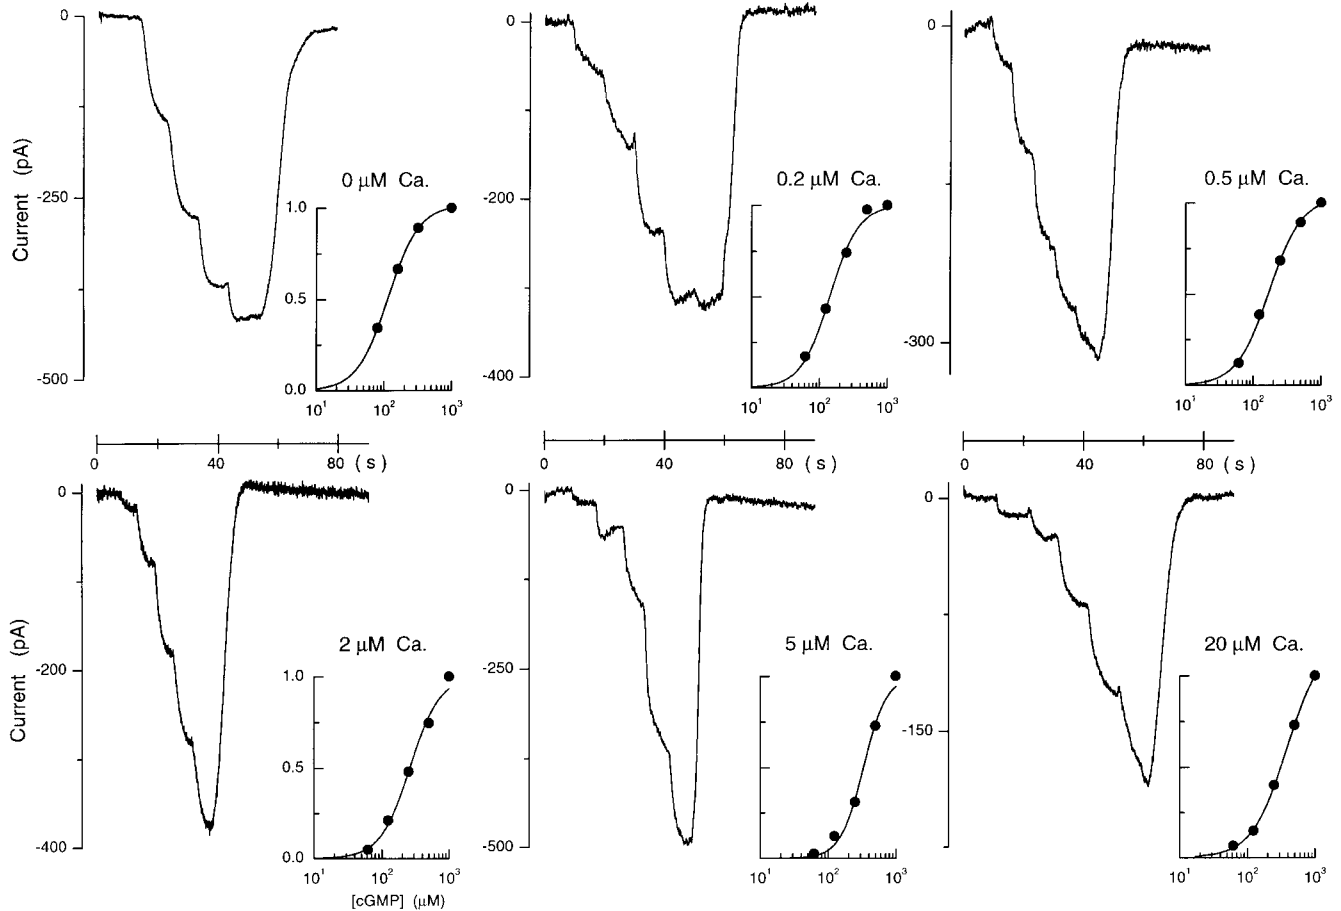 0
-250
-500
Current (pA)
0 μM Ca.
1.0
0.5
0.0
10¹ 10² 10³
0
-200
-400
0.2 μM Ca.
10¹ 10² 10³
0
-300
0.5 μM Ca.
10¹ 10² 10³
0 40 80 (s)
0 40 80 (s)
0 40 80 (s)
0
-200
-400
Current (pA)
2 μM Ca.
1.0
0.5
0.0
10¹ 10² 10³
[cGMP] (μM)
0
-250
-500
5 μM Ca.
10¹ 10² 10³
0
-150
20 μM Ca.
10¹ 10² 10³